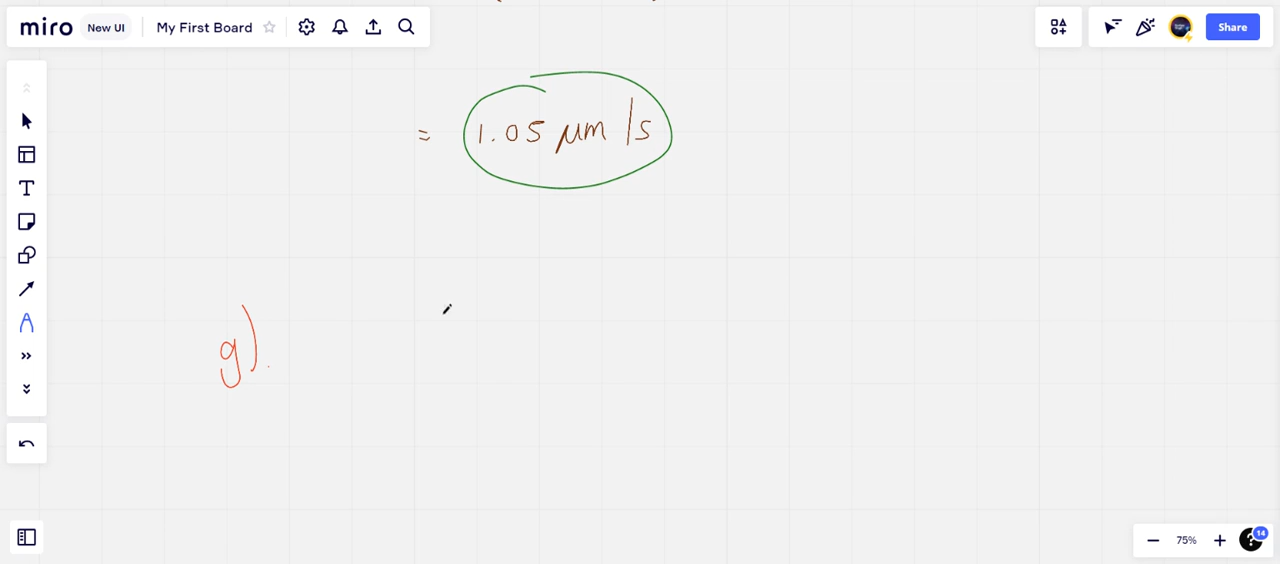 miro New UI My First Board Share
= 1.05 μm/s
g).
14
75% ?